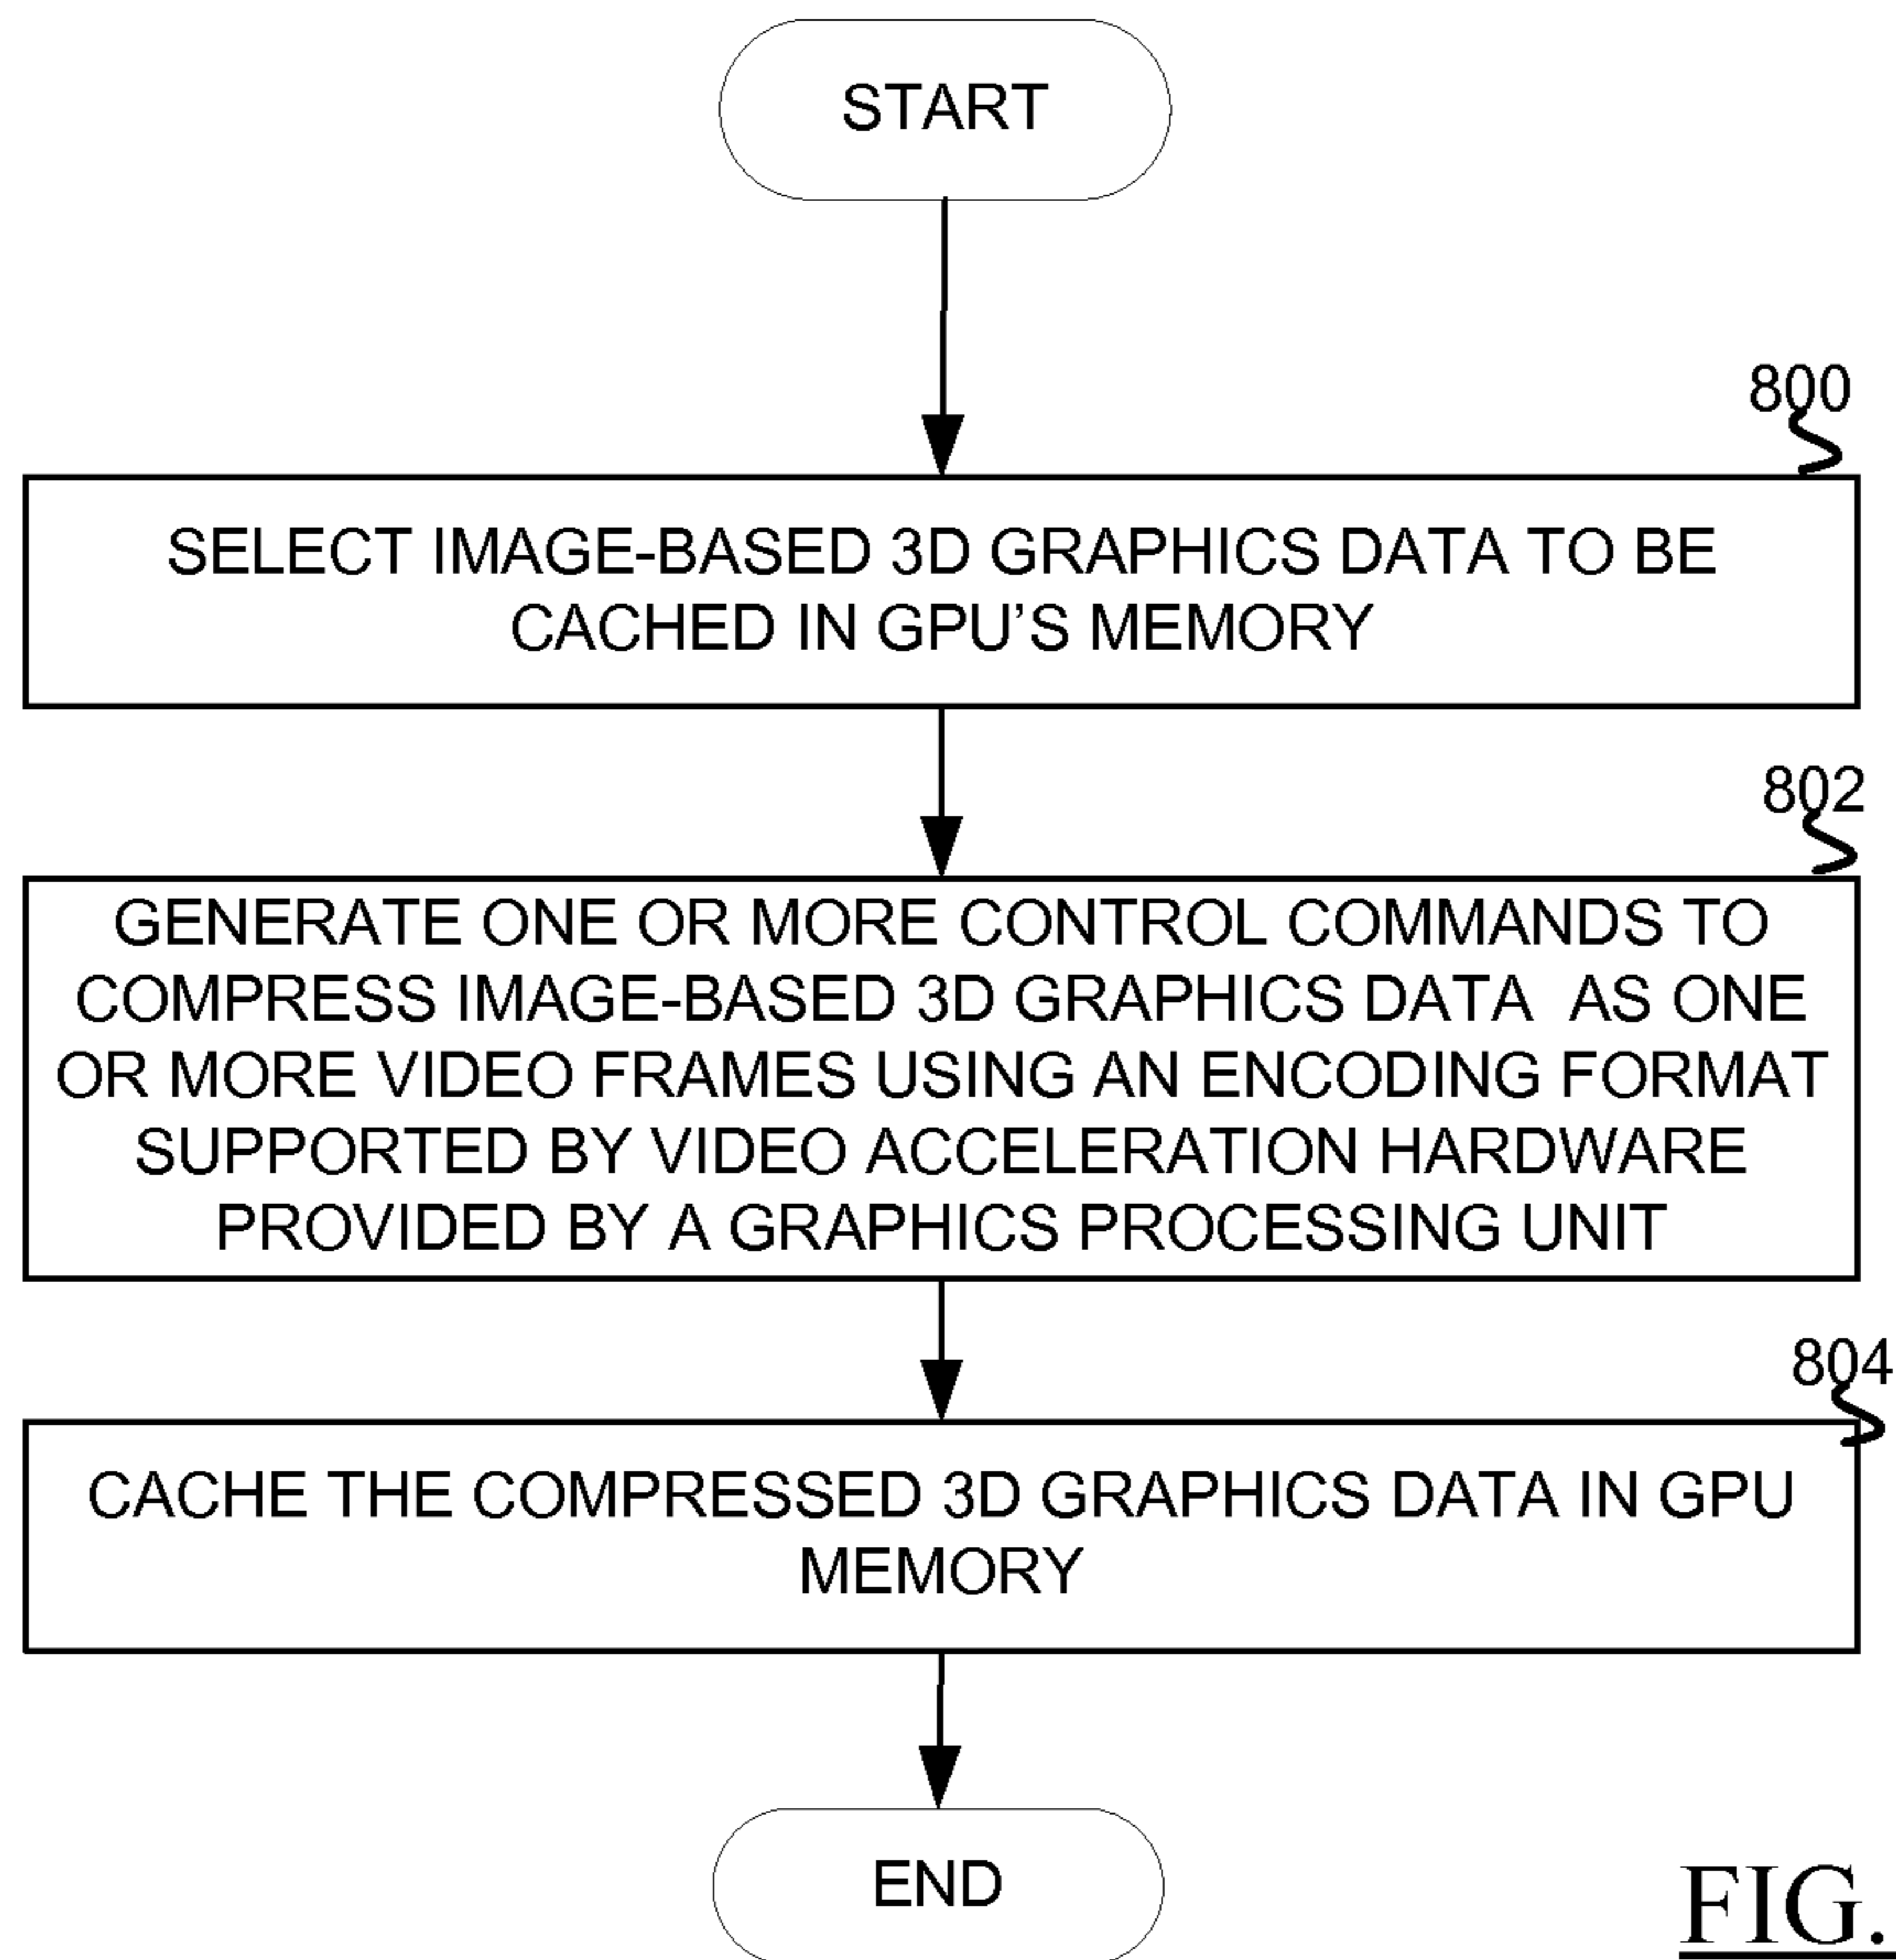 START
800
SELECT IMAGE-BASED 3D GRAPHICS DATA TO BE
CACHED IN GPU'S MEMORY
802
GENERATE ONE OR MORE CONTROL COMMANDS TO
COMPRESS IMAGE-BASED 3D GRAPHICS DATA AS ONE
OR MORE VIDEO FRAMES USING AN ENCODING FORMAT
SUPPORTED BY VIDEO ACCELERATION HARDWARE
PROVIDED BY A GRAPHICS PROCESSING UNIT
804
CACHE THE COMPRESSED 3D GRAPHICS DATA IN GPU
MEMORY
END
FIG.